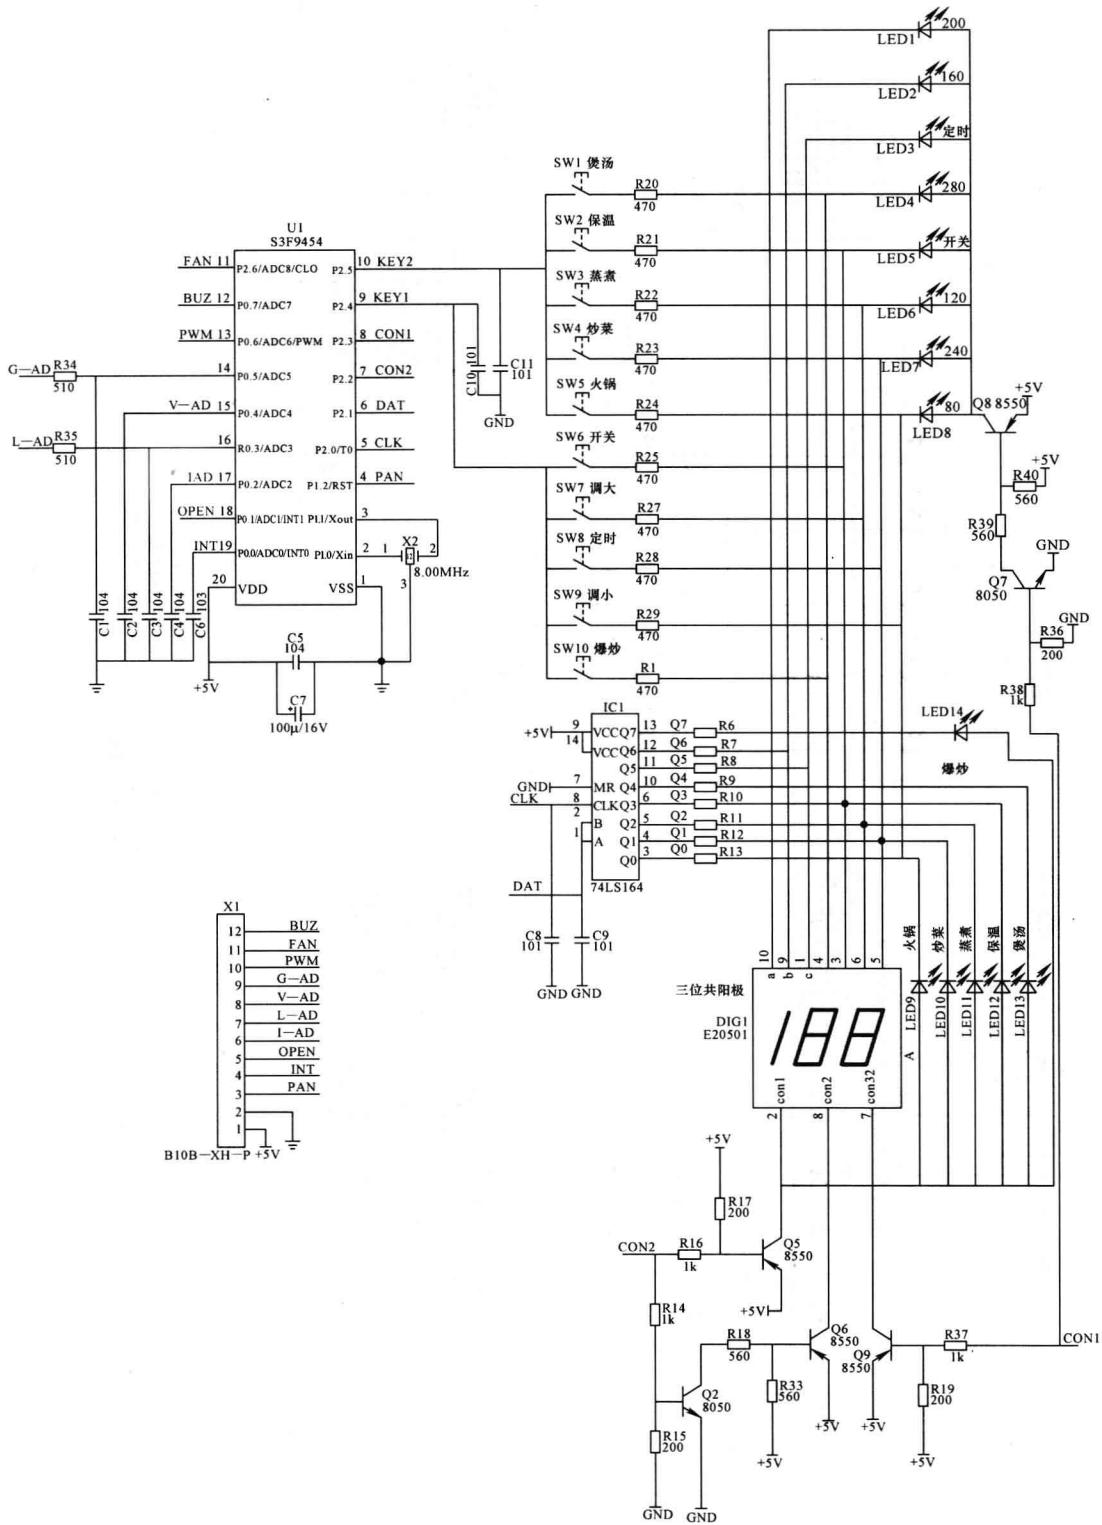 LED1
200
LED2
160
LED3
定时
LED4
280
LED5
开关
LED6
120
LED7
240
LED8
80
Q8 8550
+5V
+5V
R40
560
R39
560
GND
Q7
8050
GND
R36
200
R38
1k
SW1 煲汤
R20
470
SW2 保温
R21
470
SW3 蒸煮
R22
470
SW4 炒菜
R23
470
SW5 火锅
R24
470
SW6 开关
R25
470
SW7 调大
R27
470
SW8 定时
R28
470
SW9 调小
R29
470
SW10 爆炒
R1
470
U1
S3F9454
FAN 11
P2.6/ADC8/CLO
P2.5
10 KEY2
BUZ 12
P0.7/ADC7
P2.4
9 KEY1
PWM 13
P0.6/ADC6/PWM
P2.3
8 CON1
G—AD
R34
510
14
P0.5/ADC5
P2.2
7 CON2
V—AD 15
P0.4/ADC4
P2.1
6 DAT
L—AD
R35
510
16
R0.3/ADC3
P2.0/T0
5 CLK
IAD 17
P0.2/ADC2
P1.2/RST
4 PAN
OPEN 18
P0.1/ADC1/INT1
P1.1/Xout
3
INT19
P0.0/ADC0/INT0
P1.0/Xin
2
1
X2
2
8.00MHz
3
20
VDD
VSS
1
C1 104
C2 104
C3 104
C4 104
C6 103
C5
104
+5V
C7
100μ/16V
C10 101
C11
101
GND
IC1
+5V
9
VCC
Q7
13
Q7
R6
14
VCC
Q6
12
Q6
R7
Q5
11
Q5
R8
GND
7
MR
Q4
10
Q4
R9
CLK
8
CLK
Q3
6
Q3
R10
2
B
Q2
5
Q2
R11
1
A
Q1
4
Q1
R12
Q0
3
Q0
R13
74LS164
DAT
C8
101
C9
101
GND GND
LED14
爆炒
火锅
炒菜
蒸煮
保温
煲汤
LED9
LED10
LED11
LED12
LED13
10
9
1
4
3
6
5
a
b
c
三位共阳极
DIG1
E20501
188
A
con1
con2
con32
2
8
7
X1
12
BUZ
11
FAN
10
PWM
9
G—AD
8
V—AD
7
L—AD
6
I—AD
5
OPEN
4
INT
3
PAN
2
1
B10B—XH—P +5V
+5V
R17
200
CON2
R16
1k
Q5
8550
+5V
R14
1k
R18
560
Q6
8550
Q9
8550
R37
1k
CON1
Q2
8050
R33
560
R19
200
R15
200
+5V
+5V
+5V
+5V
GND
GND